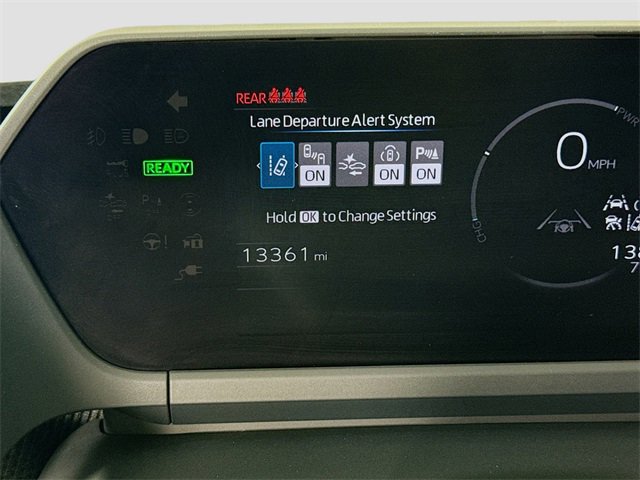 REAR
Lane Departure Alert System
ON
ON
P ON
Hold OK to Change Settings
READY
13361 mi
PWR
0 MPH
CHG